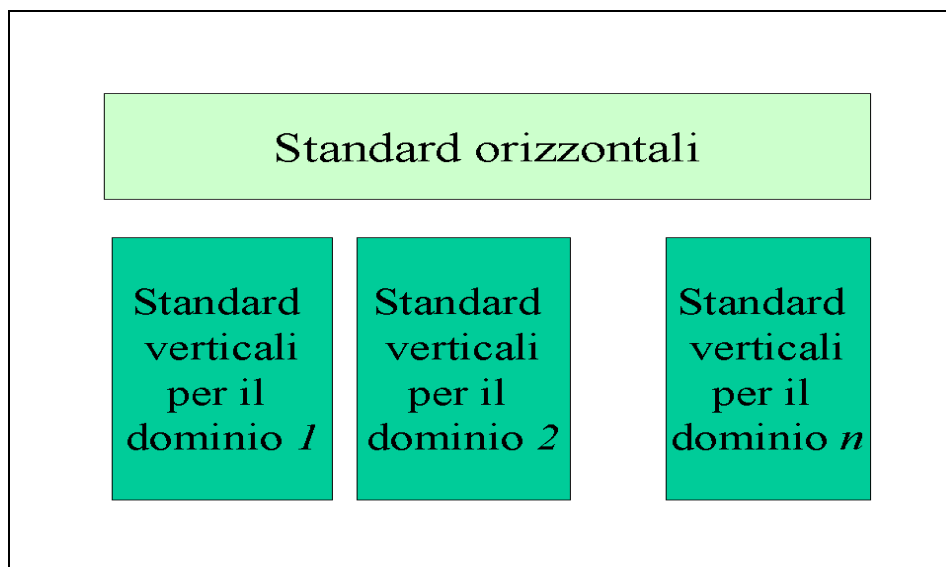 Standard orizzontali
Standard
verticali
per il
dominio 1
Standard
verticali
per il
dominio 2
Standard
verticali
per il
dominio n